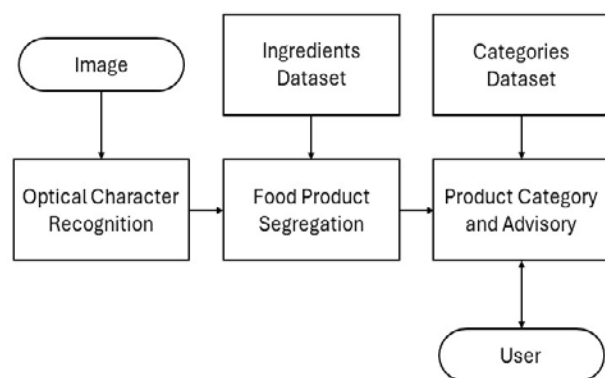 Image
Ingredients
Dataset
Categories
Dataset
Optical Character
Recognition
Food Product
Segregation
Product Category
and Advisory
User